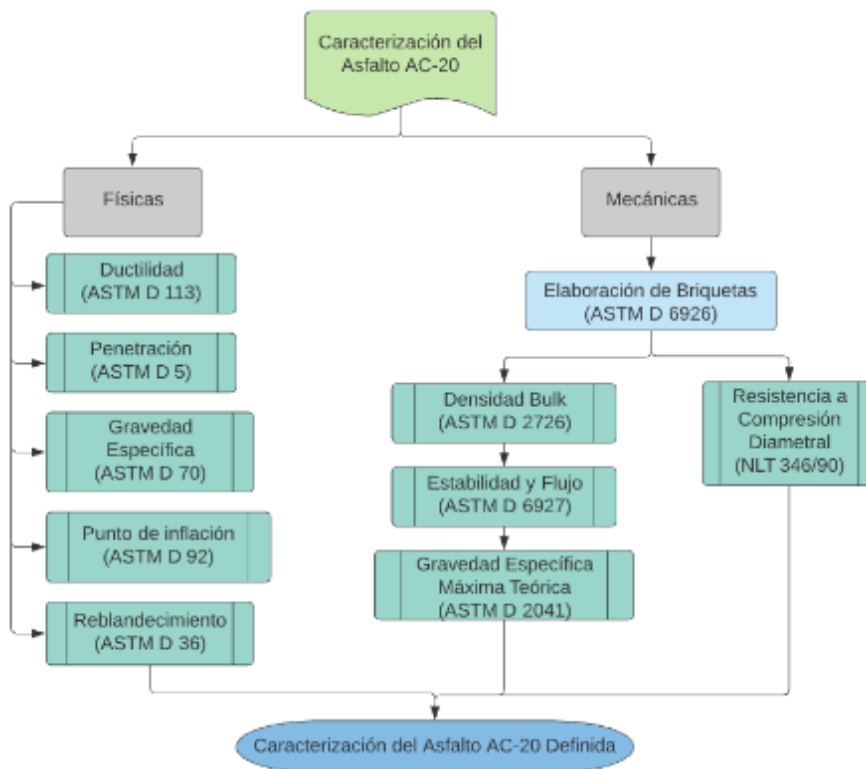 Caracterización del
Asfalto AC-20
Físicas
Mecánicas
Ductilidad
(ASTM D 113)
Penetración
(ASTM D 5)
Gravedad
Específica
(ASTM D 70)
Punto de inflación
(ASTM D 92)
Reblandecimiento
(ASTM D 36)
Elaboración de Briquetas
(ASTM D 6926)
Densidad Bulk
(ASTM D 2726)
Estabilidad y Flujo
(ASTM D 6927)
Gravedad Específica
Máxima Teórica
(ASTM D 2041)
Resistencia a
Compresión
Diametral
(NLT 346/90)
Caracterización del Asfalto AC-20 Definida